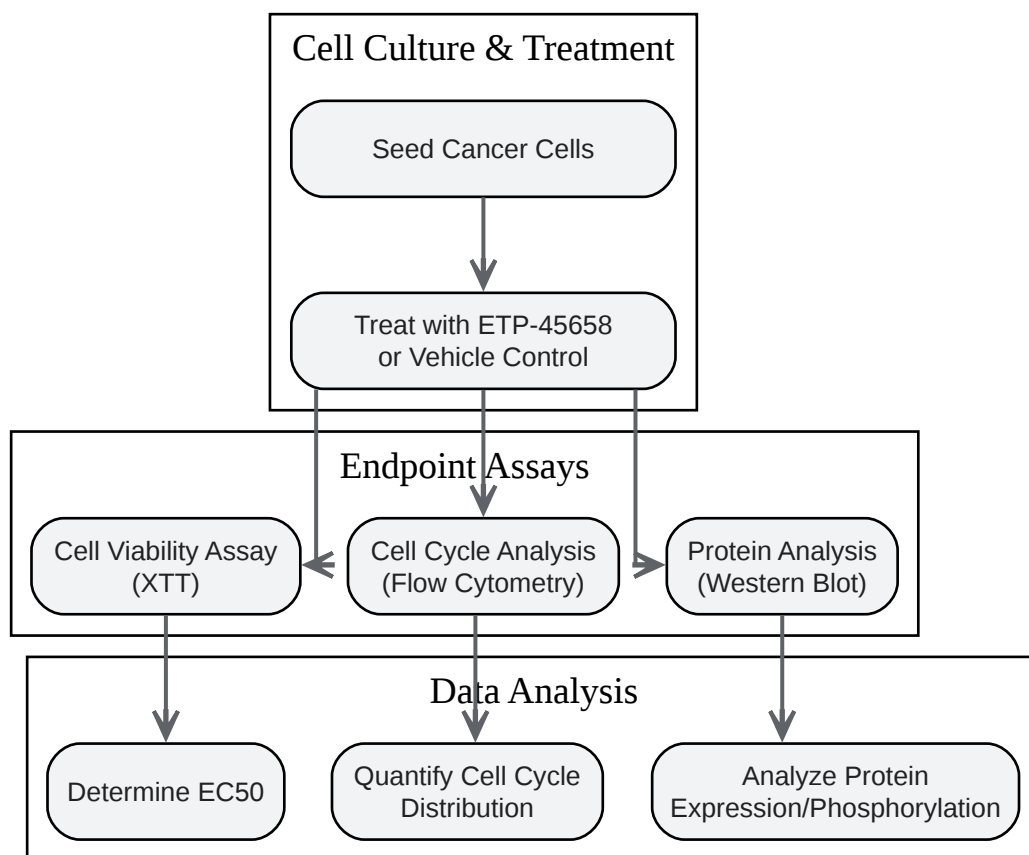 Cell Culture & Treatment
Seed Cancer Cells
Treat with ETP-45658
or Vehicle Control
Endpoint Assays
Cell Viability Assay
(XTT)
Cell Cycle Analysis
(Flow Cytometry)
Protein Analysis
(Western Blot)
Data Analysis
Determine EC50
Quantify Cell Cycle
Distribution
Analyze Protein
Expression/Phosphorylation